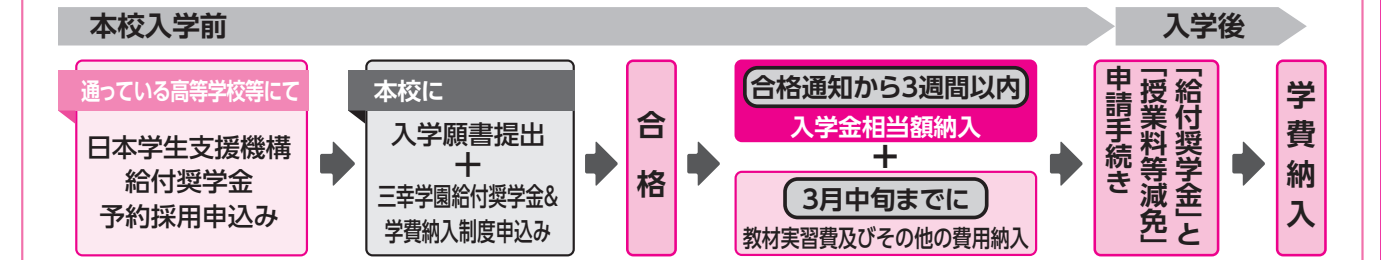 本校入学前
入学後
通っている高等学校等にて
日本学生支援機構
給付奨学金
予約採用申込み
本校に
入学願書提出
＋
三幸学園給付奨学金&
学費納入制度申込み
合格
合格通知から3週間以内
入学金相当額納入
＋
3月中旬までに
教材実習費及びその他の費用納入
「給付奨学金」と
「授業料等減免」
申請手続き
学費納入